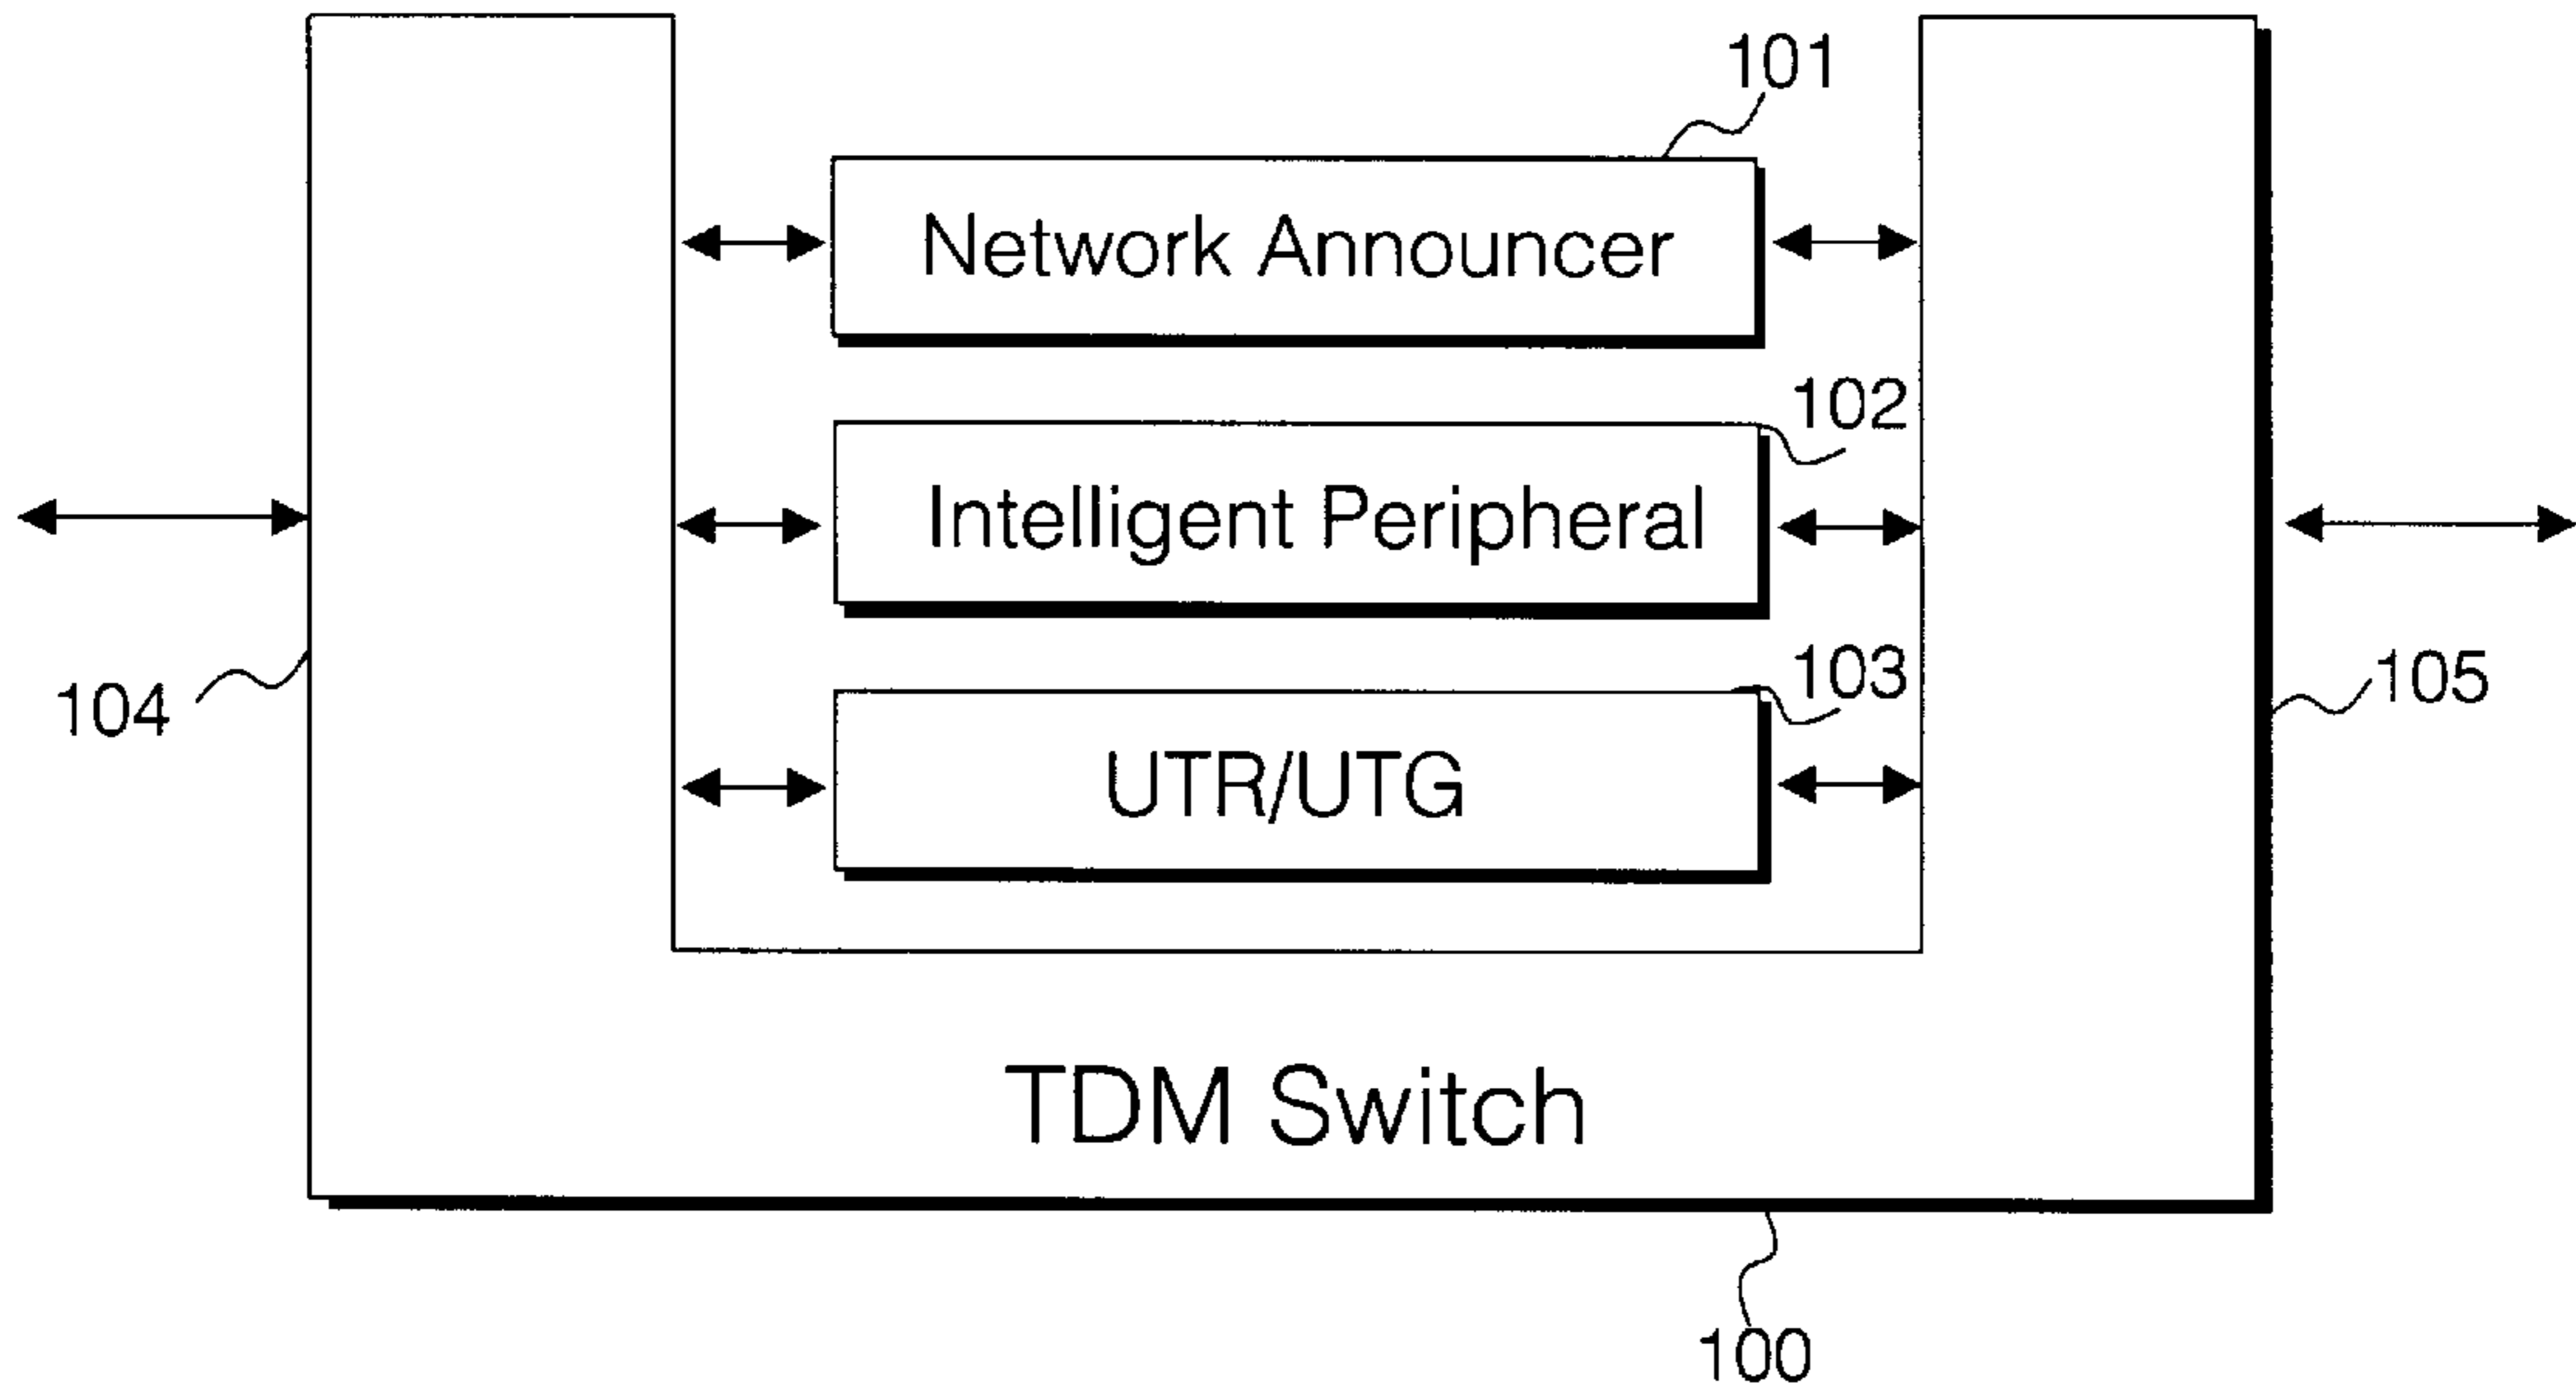 101
Network Announcer
102
Intelligent Peripheral
103
104
105
UTR/UTG
TDM Switch
100